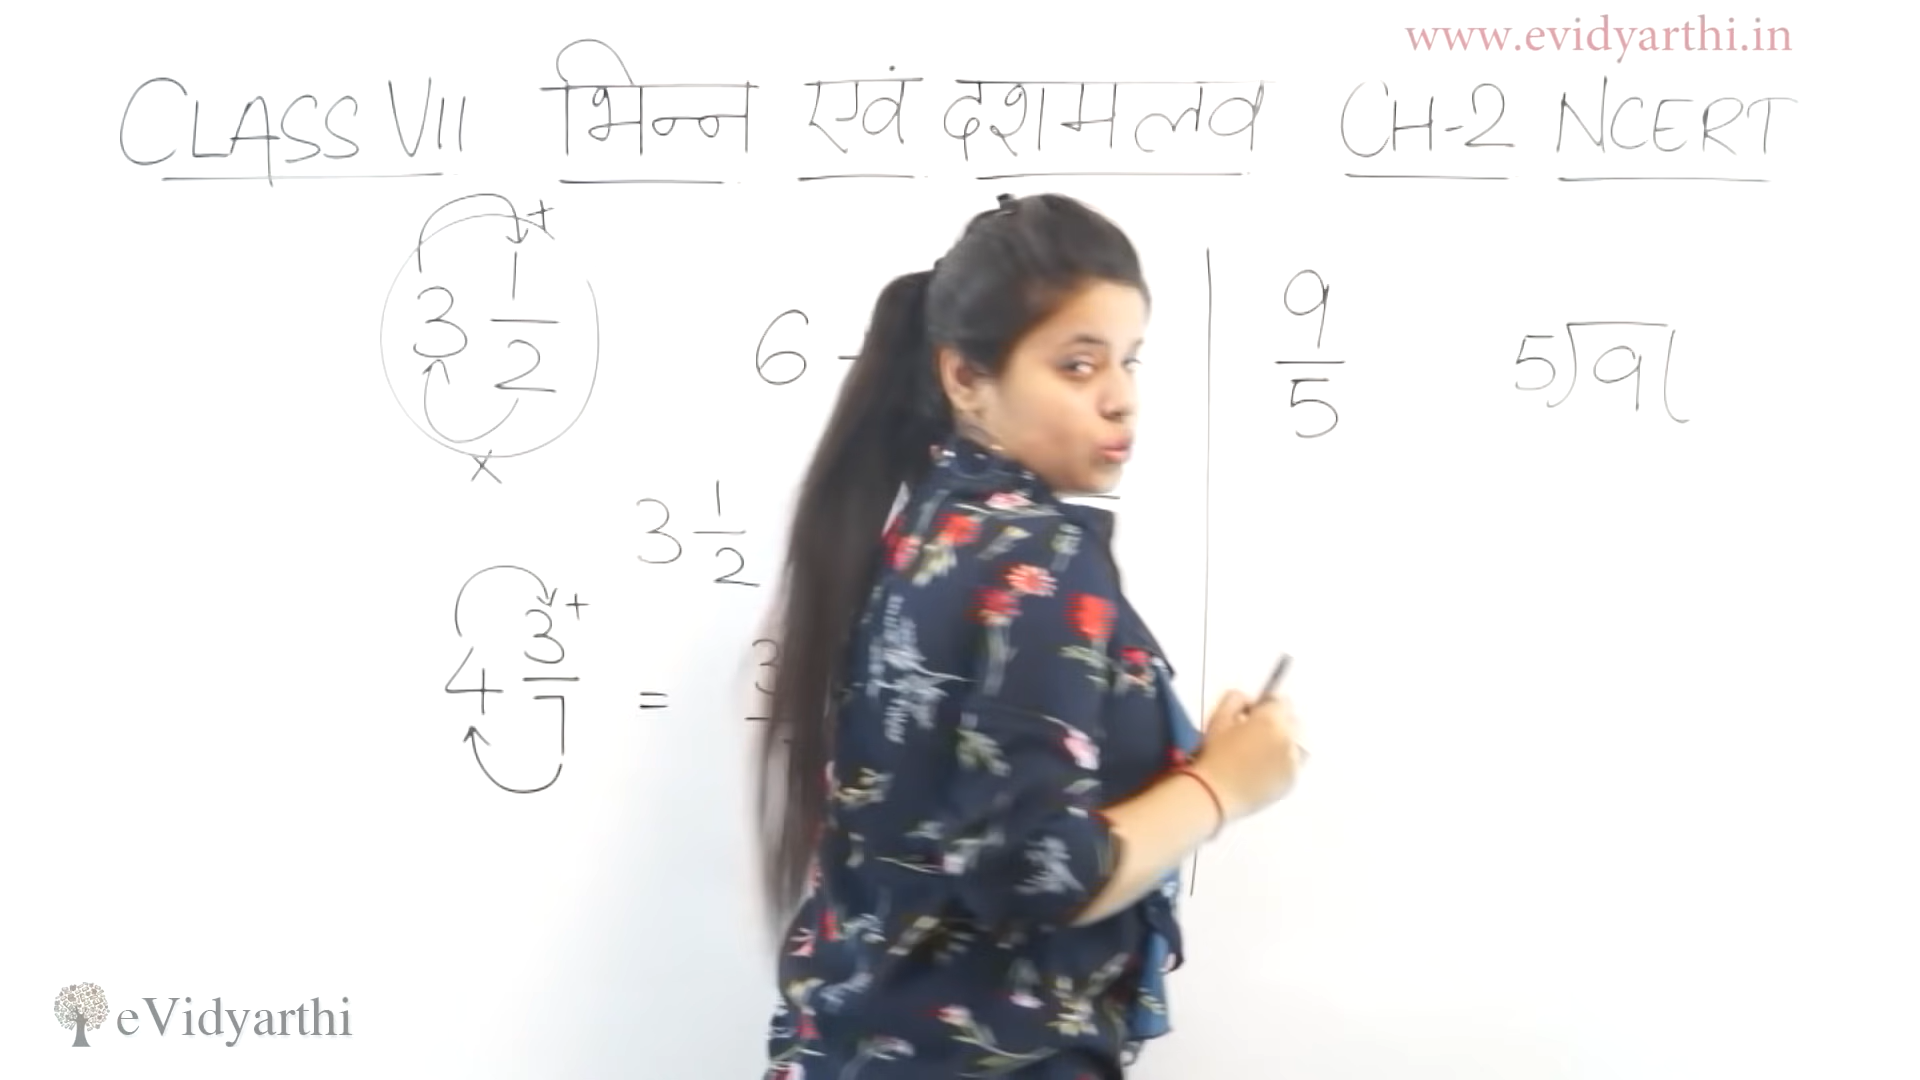 www.evidyarthi.in
CLASS VII भिन्न एवं दशमलव CH-2 NCERT
3 1/2 + ×
6 -
9/5
5)9(
3 1/2
4 3/7 + = 3
eVidyarthi